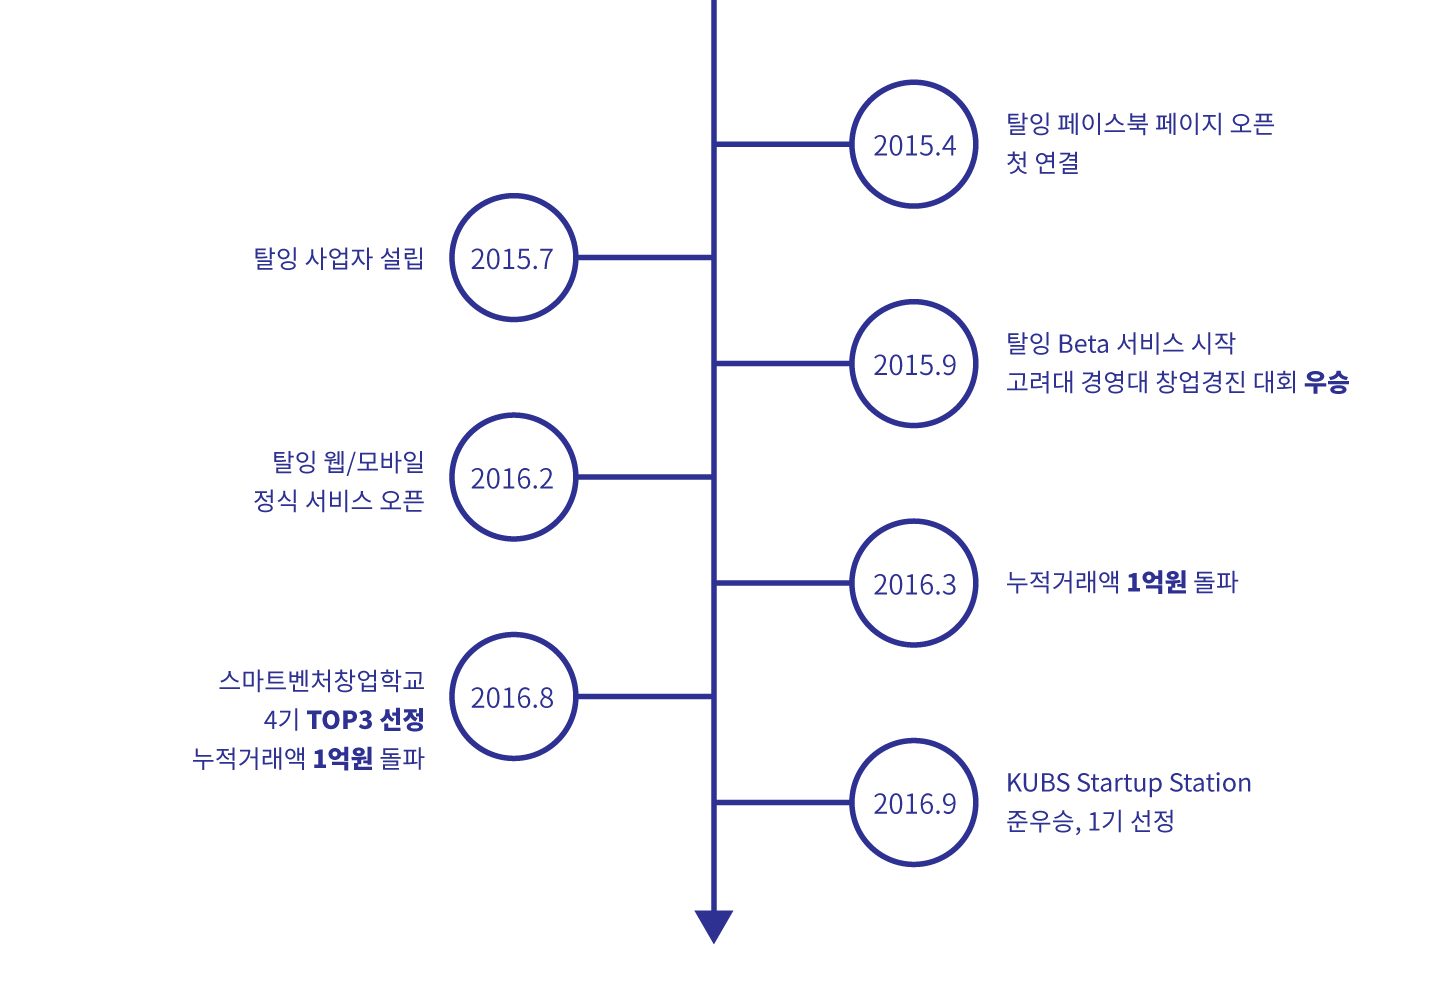 2015.4
탈잉 페이스북 페이지 오픈
첫 연결
탈잉 사업자 설립
2015.7
2015.9
탈잉 Beta 서비스 시작
고려대 경영대 창업경진 대회 우승
탈잉 웹/모바일
정식 서비스 오픈
2016.2
2016.3
누적거래액 1억원 돌파
스마트벤처창업학교
4기 TOP3 선정
누적거래액 1억원 돌파
2016.8
2016.9
KUBS Startup Station
준우승, 1기 선정